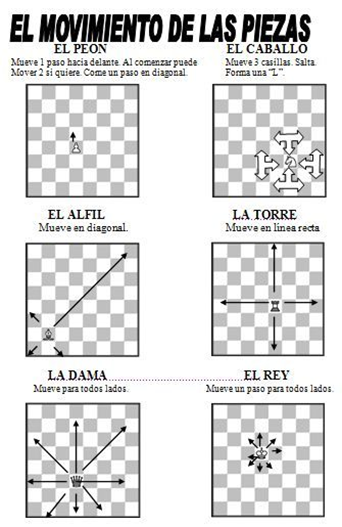 EL MOVIMIENTO DE LAS PIEZAS
EL PEON
Mueve 1 paso hacia delante. Al comenzar puede
Mover 2 si quiere. Come un paso en diagonal.
EL CABALLO
Mueve 3 casillas. Salta.
Forma una “L”.
EL ALFIL
Mueve en diagonal.
LA TORRE
Mueve en línea recta
LA DAMA
Mueve para todos lados.
EL REY
Mueve un paso para todos lados.